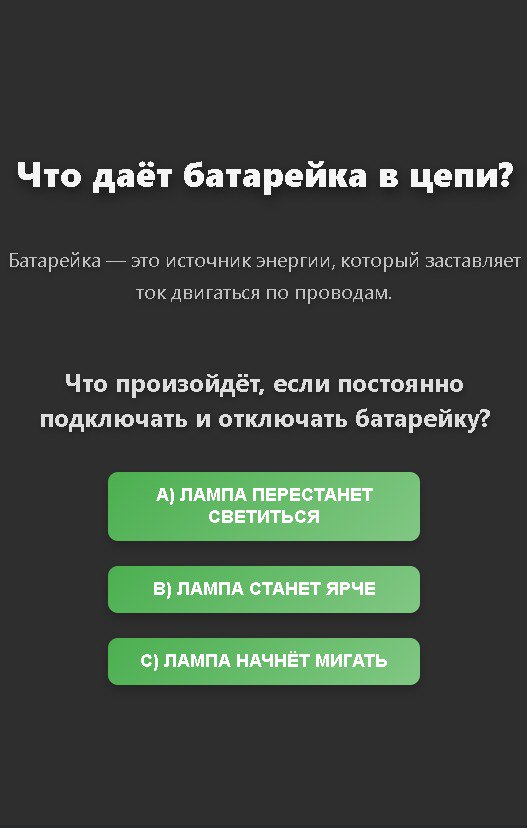 Что даёт батарейка в цепи?
Батарейка — это источник энергии, который заставляет
ток двигаться по проводам.
Что произойдёт, если постоянно
подключать и отключать батарейку?
A) ЛАМПА ПЕРЕСТАНЕТ
СВЕТИТЬСЯ
B) ЛАМПА СТАНЕТ ЯРЧЕ
C) ЛАМПА НАЧНЁТ МИГАТЬ